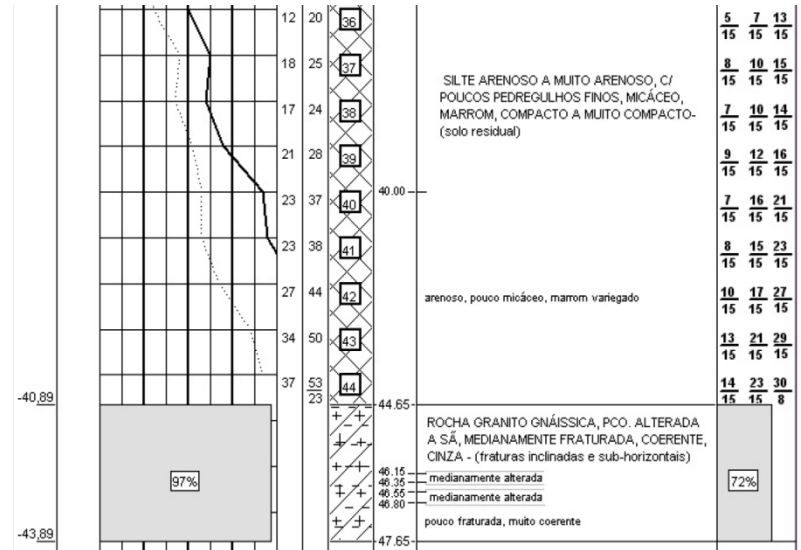 12 20 36 5/15 7/15 13/15
18 25 37 8/15 10/15 15/15
SILTE ARENOSO A MUITO ARENOSO, C/
POUCOS PEDREGULHOS FINOS, MICÁCEO,
17 24 38 7/15 10/15 14/15
MARROM, COMPACTO A MUITO COMPACTO-
(solo residual)
21 28 39 9/15 12/15 16/15
40.00
23 37 40 7/15 16/15 21/15
23 38 41 8/15 15/15 23/15
27 44 42 10/15 17/15 27/15
arenoso, pouco micáceo, marrom variegado
34 50 43 13/15 21/15 29/15
37 53/23 44 14/15 23/15 30/8
-40,89 44.65
ROCHA GRANITO GNÁISSICA, PCO. ALTERADA
A SÃ, MEDIANAMENTE FRATURADA, COERENTE,
CINZA - (fraturas inclinadas e sub-horizontais)
46.15
46.35 medianamente alterada
97% 72%
46.55
46.80 medianamente alterada
pouco fraturada, muito coerente
-43,89 47.65